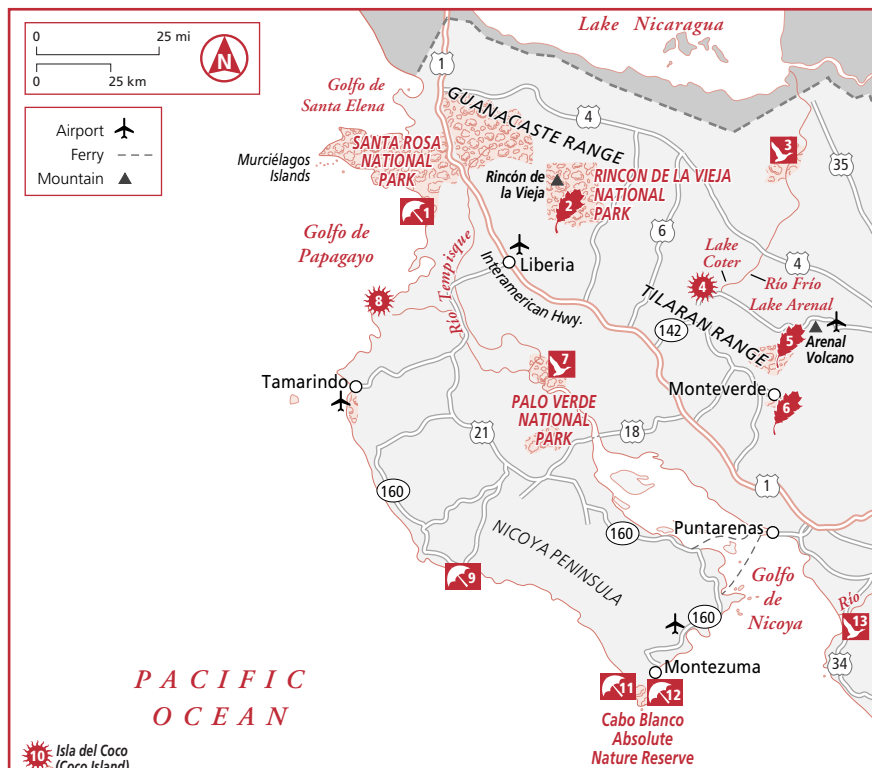 0 25 mi
0 25 km
N
Airport
Ferry
Mountain
Lake Nicaragua
1
Golfo de
Santa Elena
GUANACASTE RANGE
4
3
35
SANTA ROSA
NATIONAL
PARK
Murciélagos
Islands
Rincón de
la Vieja
2
RINCON DE LA VIEJA
NATIONAL
PARK
1
Golfo de
Papagayo
6
Río Tempisque
Liberia
Interamerican Hwy.
Lake
Coter
4
4
Río Frío
Lake Arenal
8
TILARAN RANGE
142
5
Arenal
Volcano
7
Tamarindo
Monteverde
6
PALO VERDE
NATIONAL
PARK
21
18
160
1
NICOYA PENINSULA
160
Puntarenas
9
Golfo
de
Nicoya
160
Río
13
34
Montezuma
11
12
PACIFIC
OCEAN
Cabo Blanco
Absolute
Nature Reserve
10
Isla del Coco
(Coco Island)